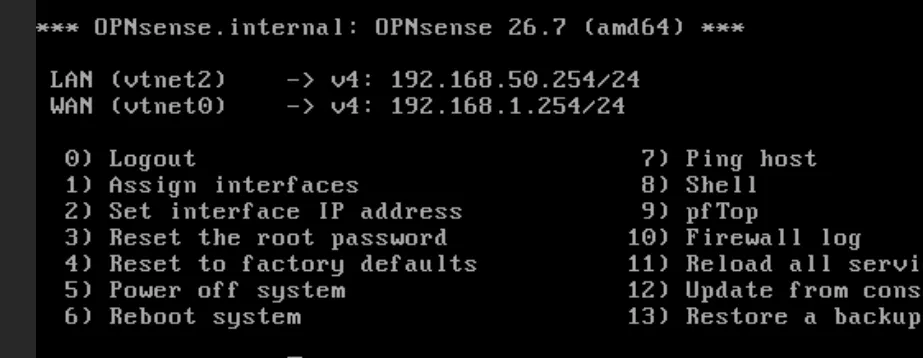 *** OPNsense.internal: OPNsense 26.7 (amd64) ***
LAN (vtnet2)    -> v4: 192.168.50.254/24
WAN (vtnet0)    -> v4: 192.168.1.254/24
0) Logout                              7) Ping host
1) Assign interfaces                   8) Shell
2) Set interface IP address            9) pfTop
3) Reset the root password            10) Firewall log
4) Reset to factory defaults          11) Reload all servi
5) Power off system                   12) Update from cons
6) Reboot system                      13) Restore a backup